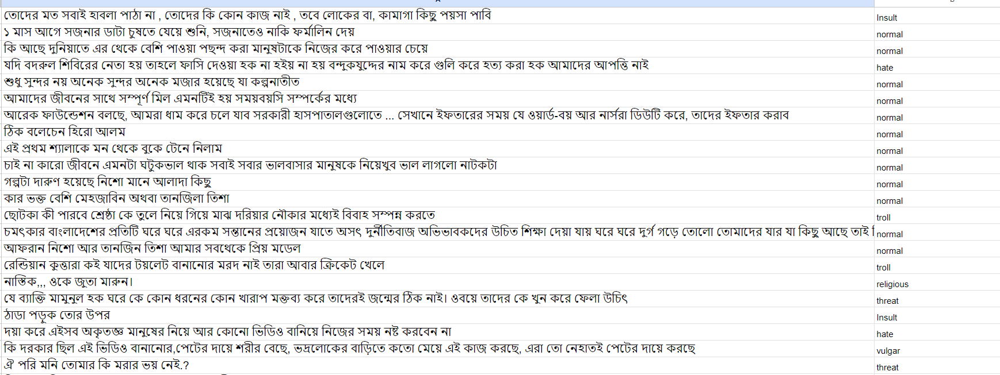 তোদের মত সবাই হাবলা পাঠা না , তোদের কি কোন কাজ নাই , তবে লোকের বা, কামাগা কিছু পয়সা পাবি Insult
১ মাস আগে সজনার ডাটা চুষতে যেয়ে শুনি, সজনাতেও নাকি ফর্মালিন দেয় normal
কি আছে দুনিয়াতে এর থেকে বেশি পাওয়া পছন্দ করা মানুষটাকে নিজের করে পাওয়ার চেয়ে normal
যদি বদরুল শিবিরের নেতা হয় তাহলে ফাসি দেওয়া হক না হইয় না হয় বন্দুকযুদ্দের নাম করে গুলি করে হত্য করা হক আমাদের আপত্তি নাই hate
শুধু সুন্দর নয় অনেক সুন্দর অনেক মজার হয়েছে যা কল্পনাতীত normal
আমাদের জীবনের সাথে সম্পূর্ণ মিল এমনটিই হয় সময়বয়সি সম্পর্কের মধ্যে normal
আরেক ফাউন্ডেশন বলছে, আমরা ধাম করে চলে যাব সরকারী হাসপাতালগুলোতে ... সেখানে ইফতারের সময় যে ওয়ার্ড-বয় আর নার্সরা ডিউটি করে, তাদের ইফতার করাব normal
ঠিক বলেচেন হিরো আলম normal
এই প্রথম শ্যালাকে মন থেকে বুকে টেনে নিলাম normal
চাই না কারো জীবনে এমনটা ঘটুকভাল থাক সবাই সবার ভালবাসার মানুষকে নিয়েখুব ভাল লাগলো নাটকটা normal
গল্পটা দারুণ হয়েছে নিশো মানে আলাদা কিছু normal
কার ভক্ত বেশি মেহজাবিন অথবা তানজিলা তিশা normal
ছোটকা কী পারবে শ্রেষ্ঠা কে তুলে নিয়ে গিয়ে মাঝ দরিয়ার নৌকার মধ্যেই বিবাহ সম্পন্ন করতে troll
চমৎকার বাংলাদেশের প্রতিটি ঘরে ঘরে এরকম সন্তানের প্রয়োজন যাতে অসৎ দুর্নীতিবাজ অভিভাবকদের উচিত শিক্ষা দেয়া যায় ঘরে ঘরে দুর্গ গড়ে তোলো তোমাদের যার যা কিছু আছে তাই normal
আফরান নিশো আর তানজিন তিশা আমার সবথেকে প্রিয় মডেল normal
রেন্ডিয়ান কুত্তারা কই যাদের টয়লেট বানানোর মরদ নাই তারা আবার ক্রিকেট খেলে troll
নাস্তিক,,, ওকে জুতা মারুন। religious
যে ব্যাক্তি মামুনুল হক ঘরে কে কোন ধরনের কোন খারাপ মক্তব্য করে তাদেরই জন্মের ঠিক নাই। ওবয়ে তাদের কে খুন করে ফেলা উচিৎ threat
ঠাডা পড়ুক তোর উপর Insult
দয়া করে এইসব অকৃতজ্ঞ মানুষের নিয়ে আর কোনো ভিডিও বানিয়ে নিজের সময় নষ্ট করবেন না hate
কি দরকার ছিল এই ভিডিও বানানোর,পেটের দায়ে শরীর বেছে, ভদ্রলোকের বাড়িতে কতো মেয়ে এই কাজ করছে, এরা তো নেহাতই পেটের দায়ে করছে vulgar
ঐ পরি মনি তোমার কি মরার ভয় নেই.? threat